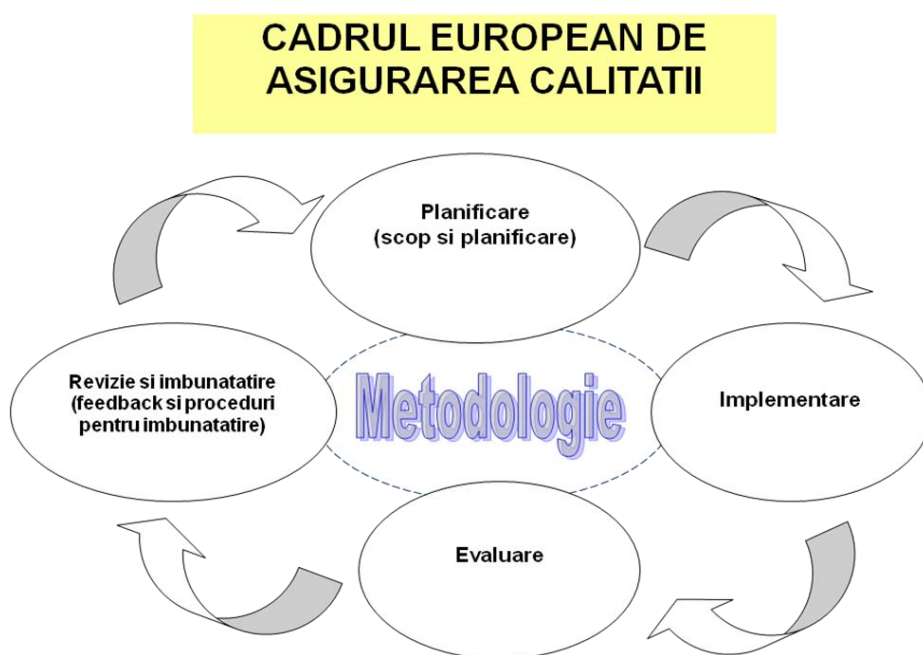 CADRUL EUROPEAN DE
ASIGURAREA CALITATII
Planificare
(scop si planificare)
Revizie si imbunatatire
(feedback si proceduri
pentru imbunatatire)
Metodologie
Implementare
Evaluare